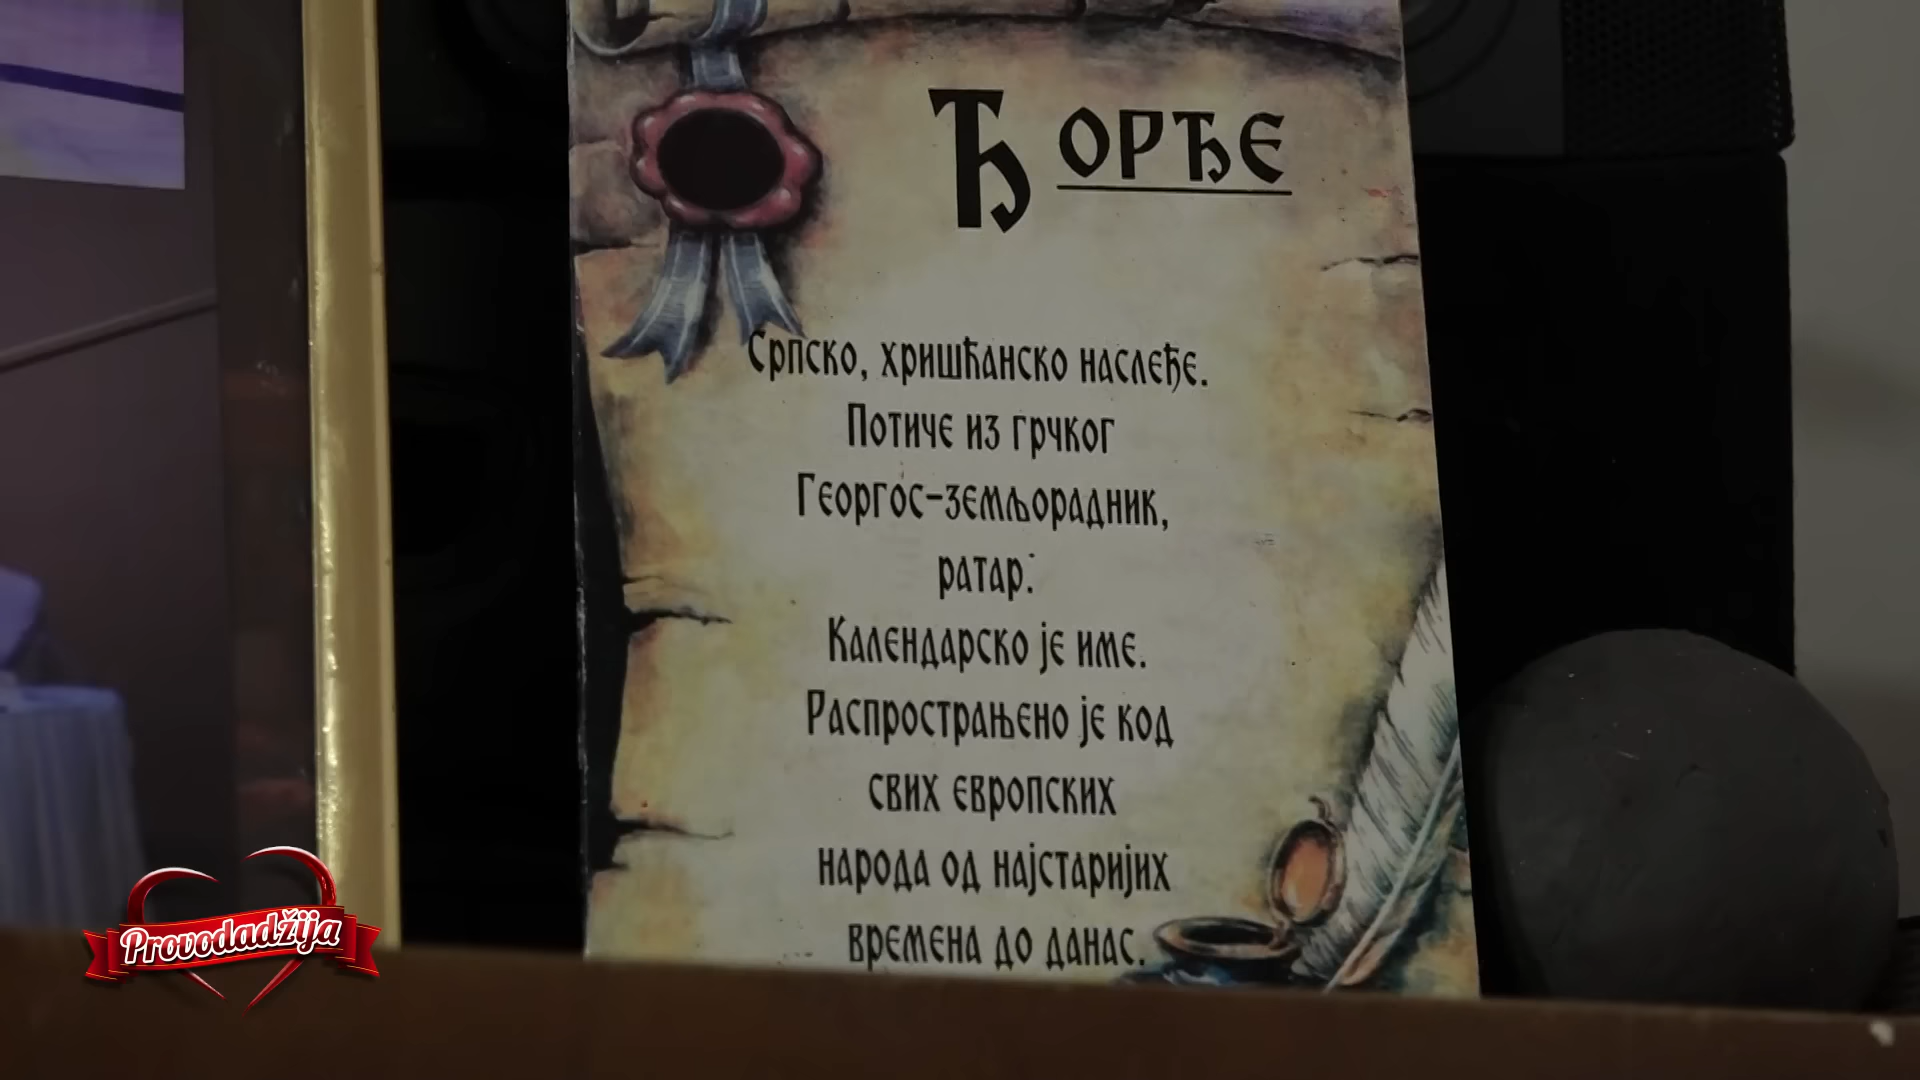 Ђорђе
Српско, хришћанско наслеђе.
Потиче из грчког
Георгос-земљорадник,
ратар.
Календарско је име.
Распрострањено је код
свих европских
народа од најстаријих
времена до данас.
Provodadžija